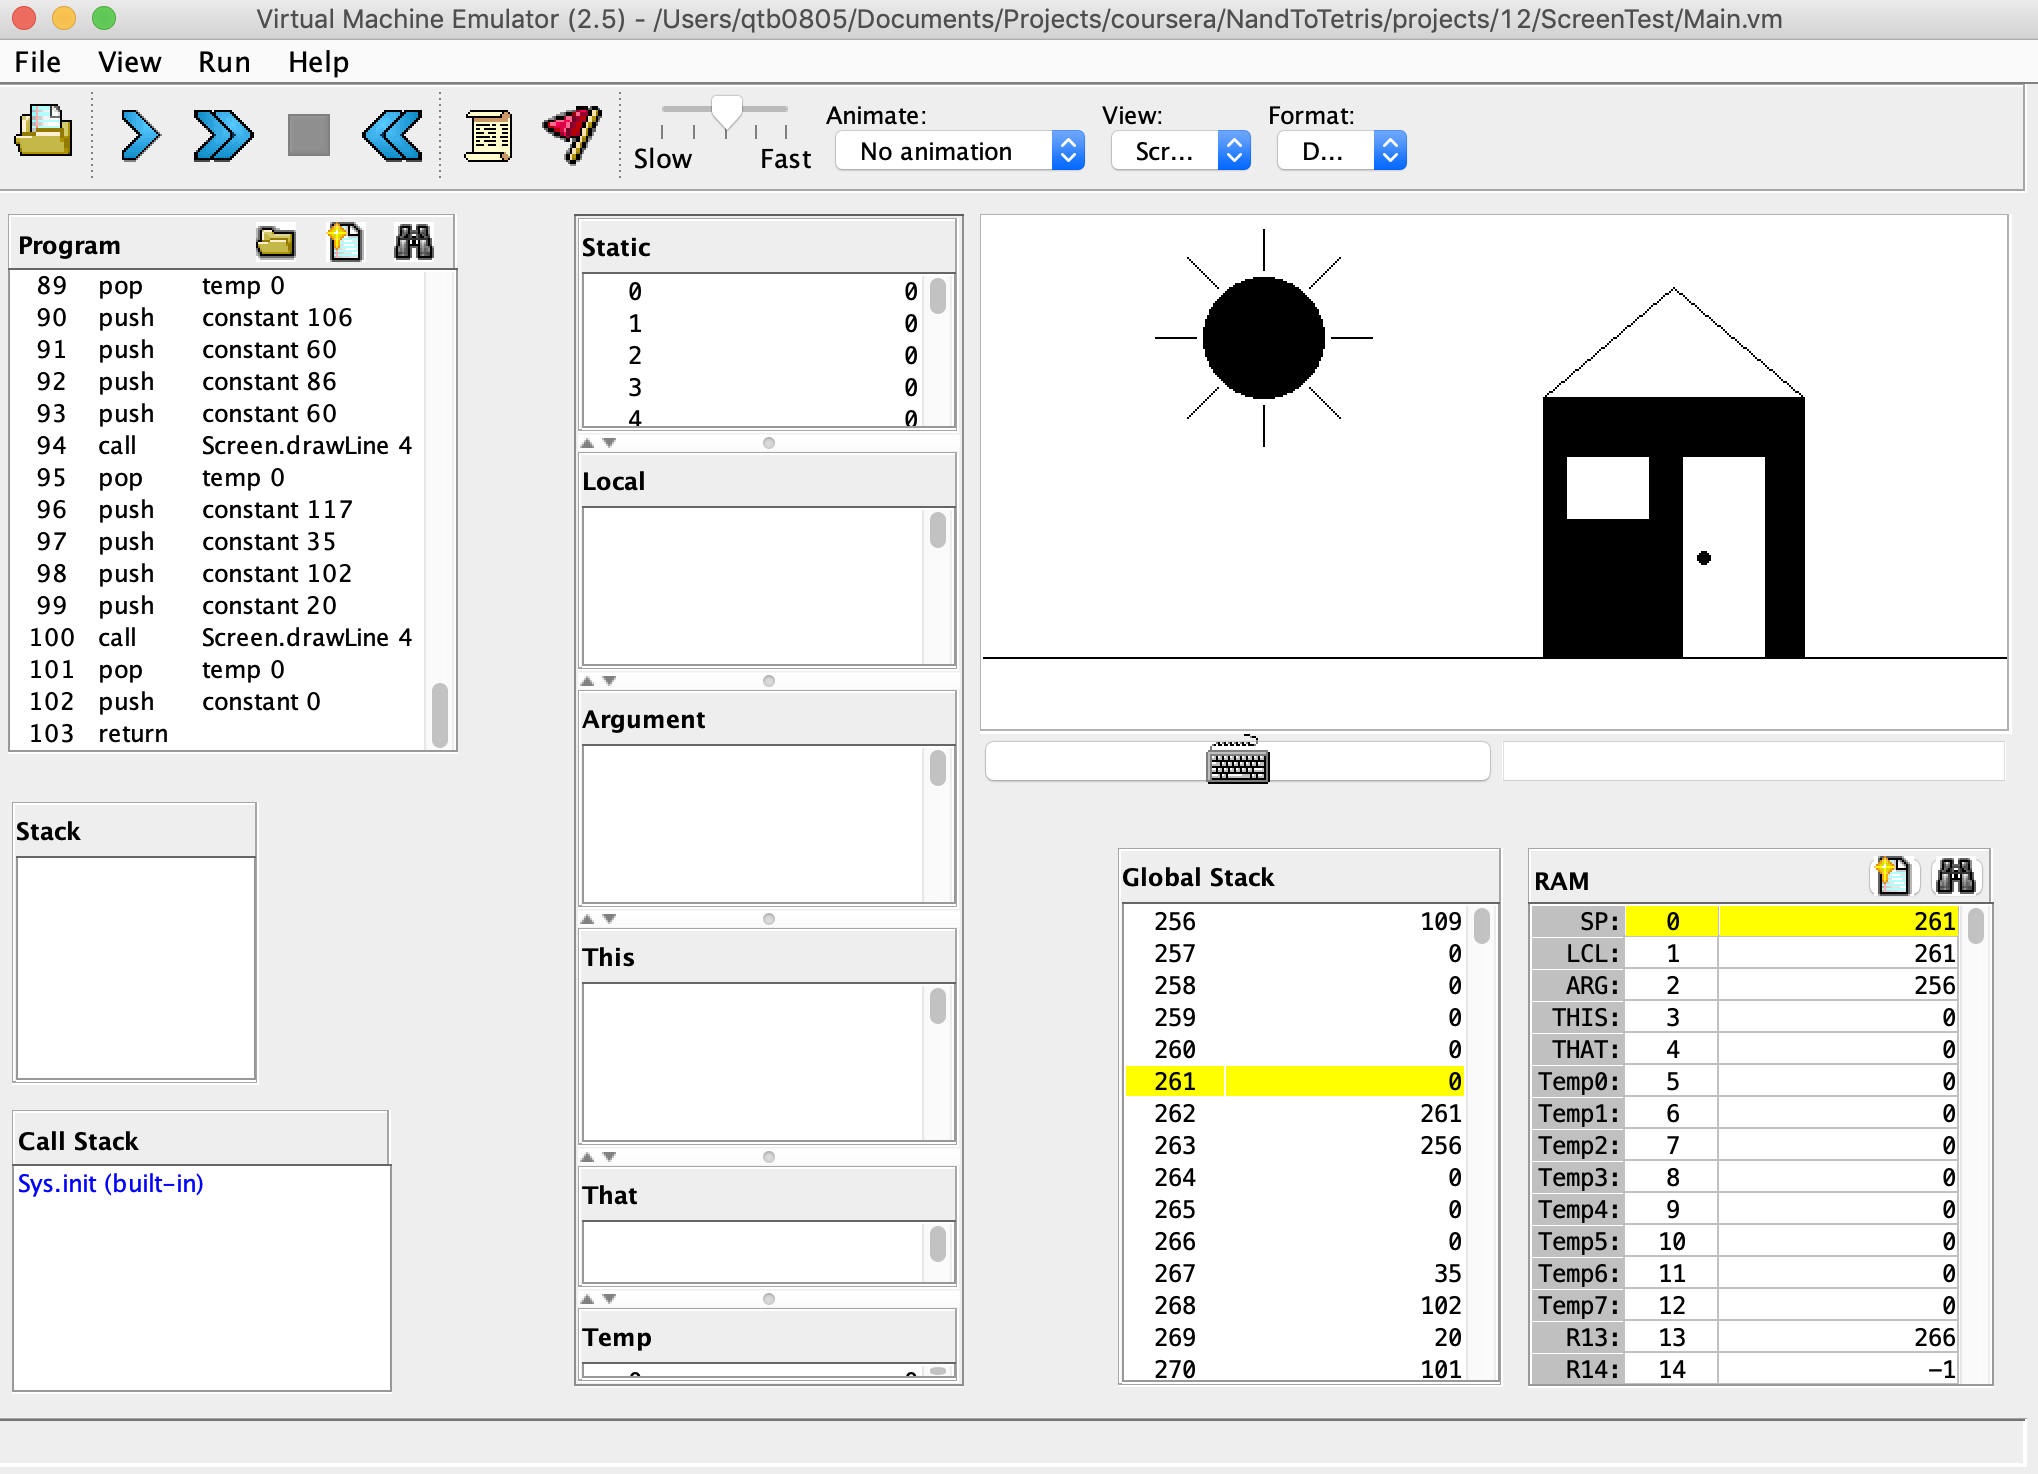 Virtual Machine Emulator (2.5) - /Users/qtb0805/Documents/Projects/coursera/NandToTetris/projects/12/ScreenTest/Main.vm
File View Run Help
Slow Fast
Animate:
No animation
View:
Scr...
Format:
D...
Program
89 pop temp 0
90 push constant 106
91 push constant 60
92 push constant 86
93 push constant 60
94 call Screen.drawLine 4
95 pop temp 0
96 push constant 117
97 push constant 35
98 push constant 102
99 push constant 20
100 call Screen.drawLine 4
101 pop temp 0
102 push constant 0
103 return
Stack
Call Stack
Sys.init (built-in)
Static
0 0
1 0
2 0
3 0
4 0
Local
Argument
This
That
Temp
Global Stack
256 109
257 0
258 0
259 0
260 0
261 0
262 261
263 256
264 0
265 0
266 0
267 35
268 102
269 20
270 101
RAM
SP: 0 261
LCL: 1 261
ARG: 2 256
THIS: 3 0
THAT: 4 0
Temp0: 5 0
Temp1: 6 0
Temp2: 7 0
Temp3: 8 0
Temp4: 9 0
Temp5: 10 0
Temp6: 11 0
Temp7: 12 0
R13: 13 266
R14: 14 -1